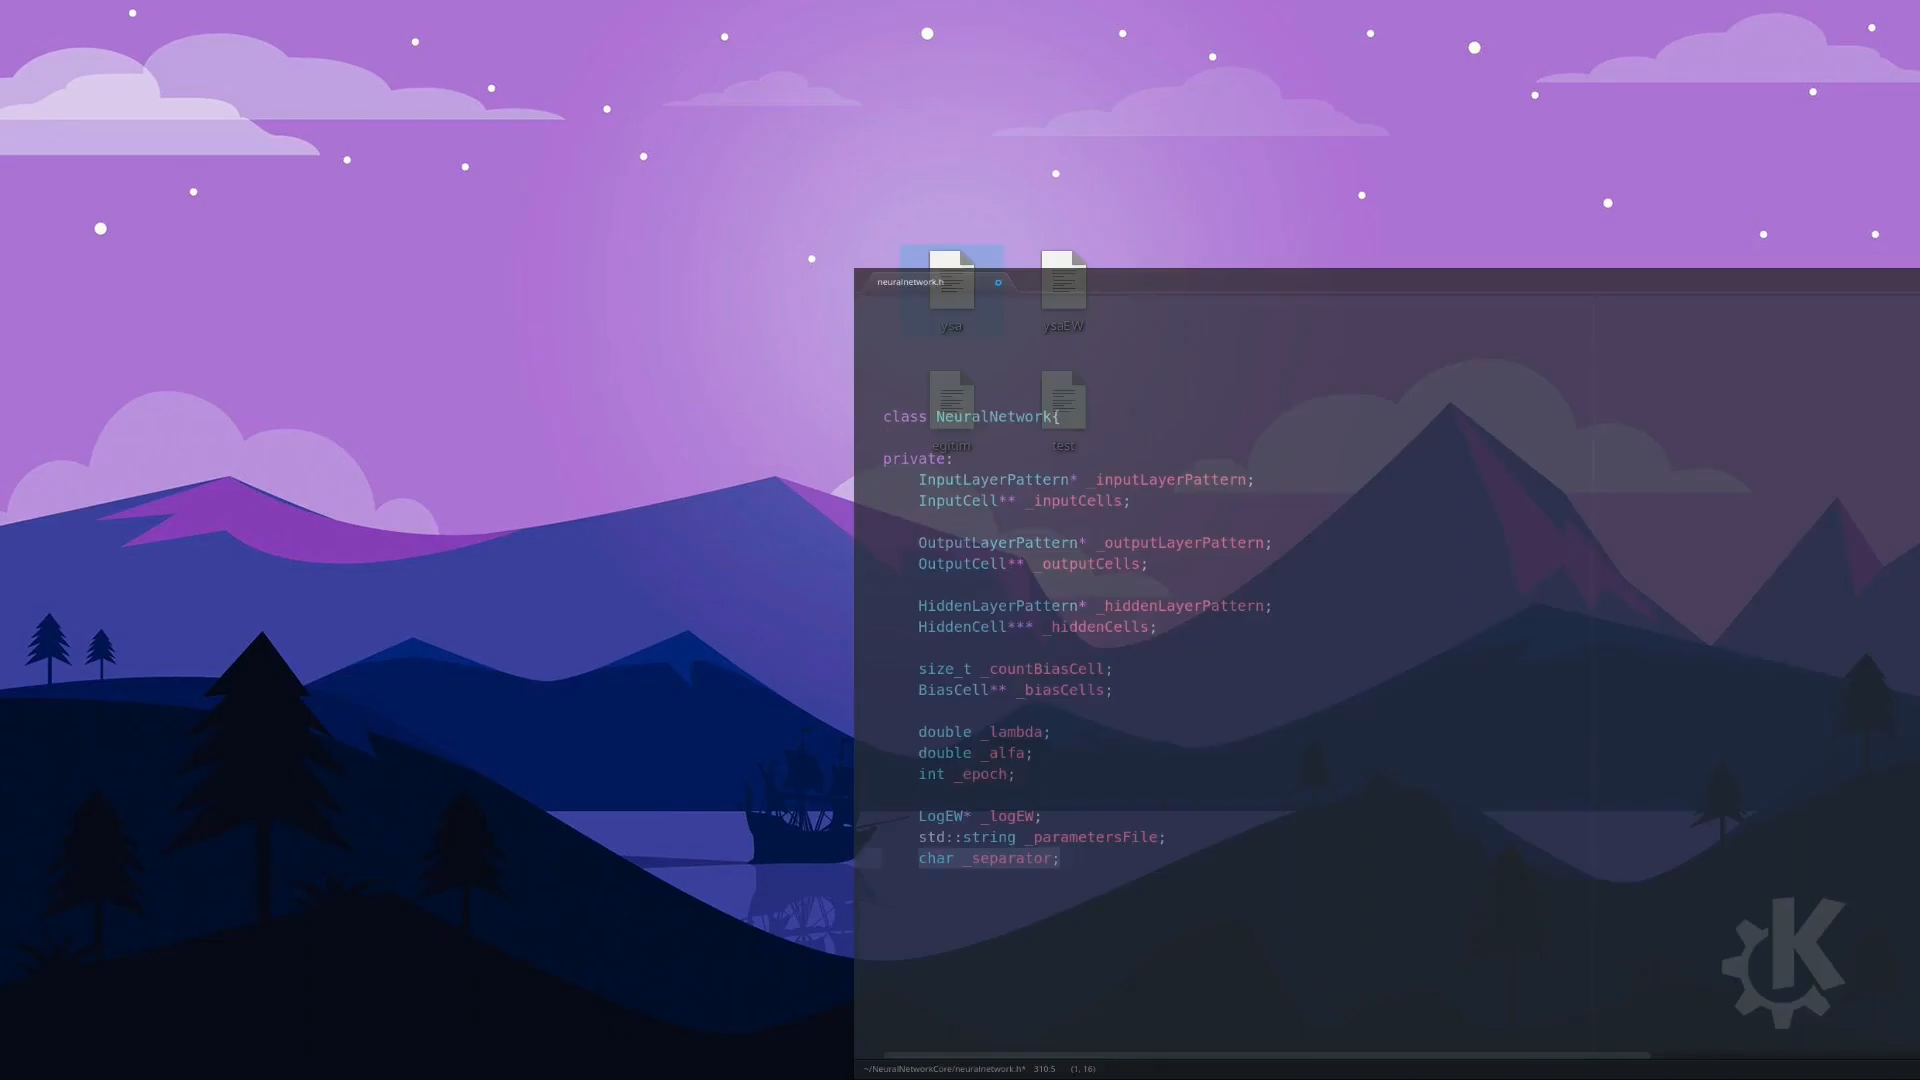 neuralnetwork.h
ysa
ysaEW
egitim
test
class NeuralNetwork{
private:
InputLayerPattern* _inputLayerPattern;
InputCell** _inputCells;
OutputLayerPattern* _outputLayerPattern;
OutputCell** _outputCells;
HiddenLayerPattern* _hiddenLayerPattern;
HiddenCell*** _hiddenCells;
size_t _countBiasCell;
BiasCell** _biasCells;
double _lambda;
double _alfa;
int _epoch;
LogEW* _logEW;
std::string _parametersFile;
char _separator;
K
~/NeuralNetworkCore/neuralnetwork.h* 310:5 (1, 16)